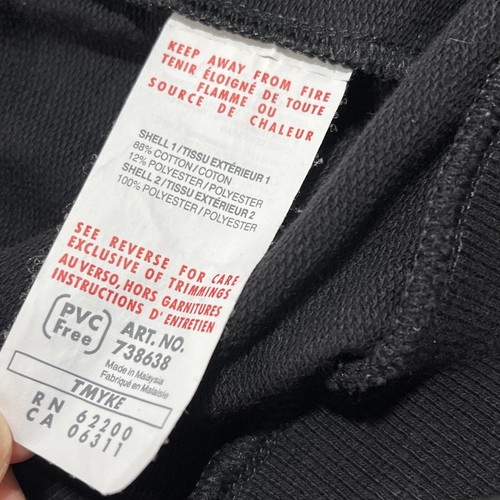 KEEP AWAY FROM FIRE
TENIR ÉLOIGNÉ DE TOUTE
FLAMME OU
SOURCE DE CHALEUR
SHELL 1 / TISSU EXTÉRIEUR 1
88% COTTON / COTON
12% POLYESTER / POLYESTER
SHELL 2 / TISSU EXTÉRIEUR 2
100% POLYESTER / POLYESTER
SEE REVERSE FOR CARE
EXCLUSIVE OF TRIMMINGS
AU VERSO, HORS GARNITURES
INSTRUCTIONS D'ENTRETIEN
PVC Free
ART. NO.
738638
Made in Malaysia
Fabriqué en Malaisie
TMYKE
RN 62200
CA 06311